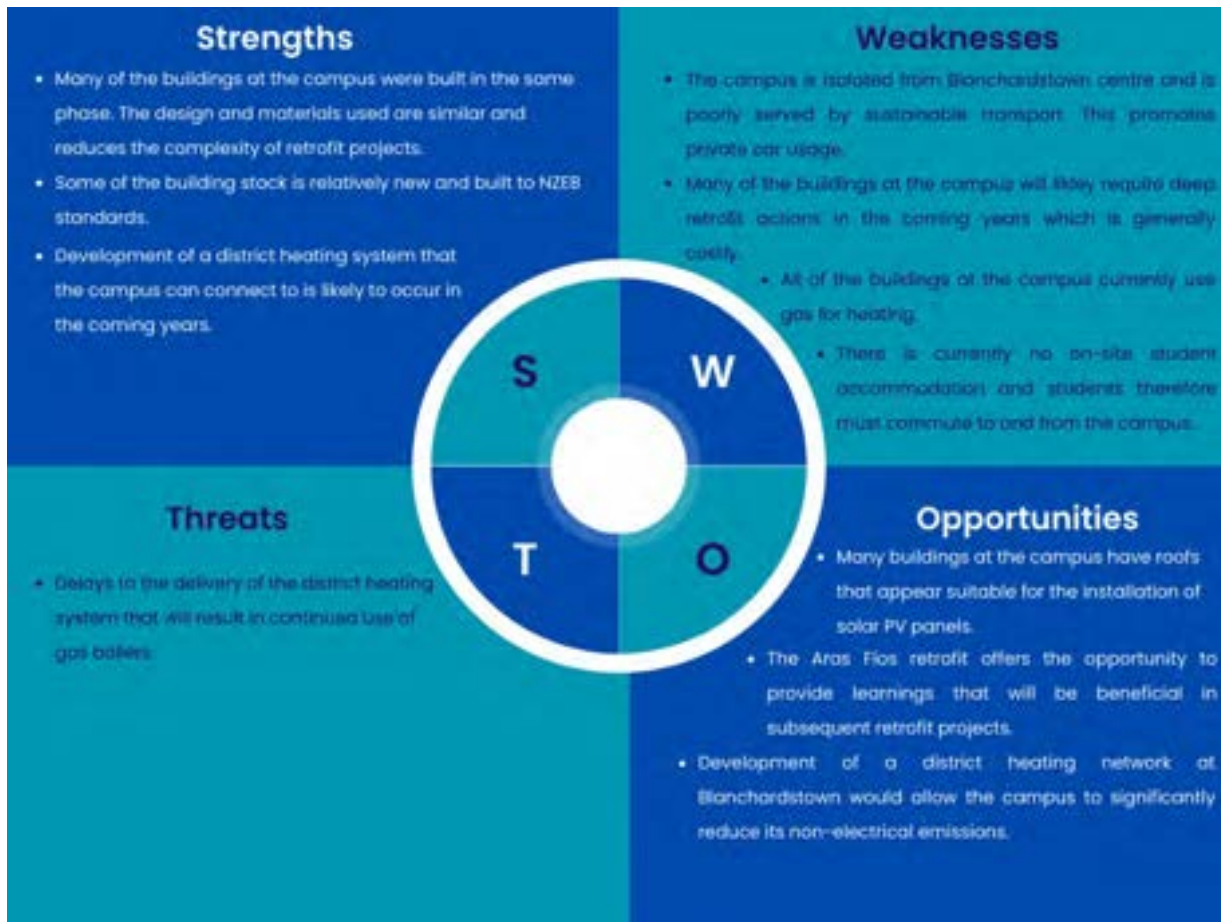 Strengths
• Many of the buildings at the campus were built in the same
phase. The design and materials used are similar and
reduces the complexity of retrofit projects.
• Some of the building stock is relatively new and built to NZEB
standards.
• Development of a district heating system that
the campus can connect to is likely to occur in
the coming years.
Weaknesses
• The campus is isolated from Blanchardstown centre and is
poorly served by sustainable transport. This promotes
private car usage.
• Many of the buildings at the campus will likley require deep
retrofit actions in the coming years which is generally
costly.
• All of the buildings at the campus currently use
gas for heating.
• There is currently no on-site student
accommodation and students therefore
must commute to and from the campus.
S
W
T
O
Threats
• Delays to the delivery of the district heating
system that will result in continued use of
gas boilers.
Opportunities
• Many buildings at the campus have roofs
that appear suitable for the installation of
solar PV panels.
• The Aras Fios retrofit offers the opportunity to
provide learnings that will be beneficial in
subsequent retrofit projects.
• Development of a district heating network at
Blanchardstown would allow the campus to significantly
reduce its non-electrical emissions.